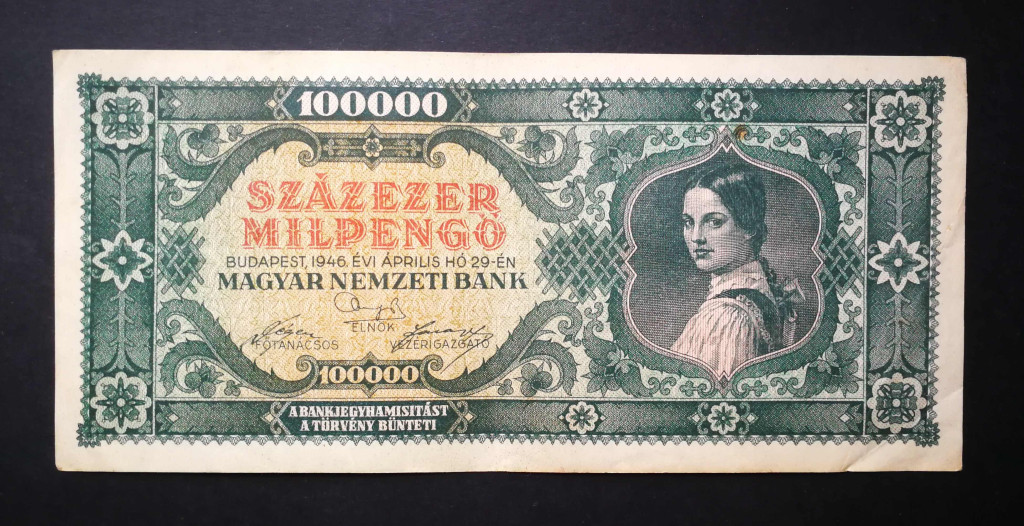 100000
SZÁZEZER
MILPENGŐ
BUDAPEST, 1946. ÉVI ÁPRILIS HÓ 29-ÉN
MAGYAR NEMZETI BANK
ELNÖK
FŐTANÁCSOS VEZÉRIGAZGATÓ
100000
A BANKJEGYHAMISITÁST
A TÖRVÉNY BÜNTETI